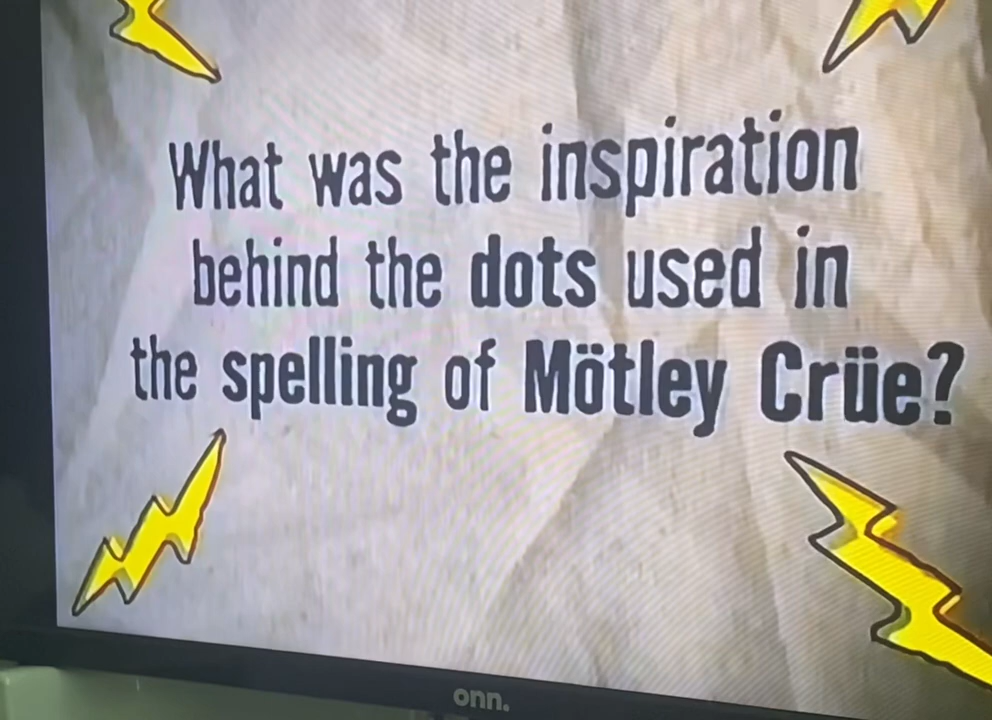 What was the inspiration
behind the dots used in
the spelling of Mötley Crüe?
onn.